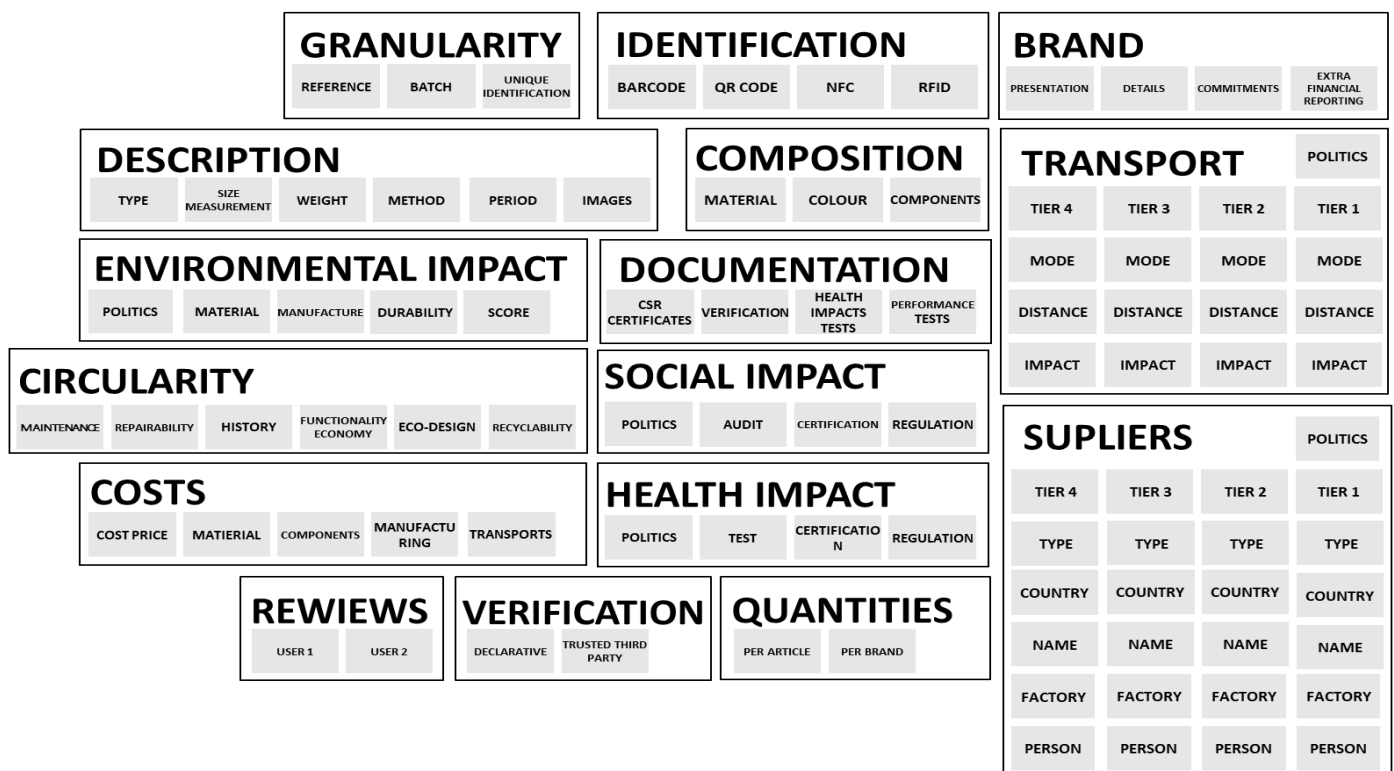 GRANULARITY
REFERENCE
BATCH
UNIQUE
IDENTIFICATION
IDENTIFICATION
BARCODE
QR CODE
NFC
RFID
BRAND
PRESENTATION
DETAILS
COMMITMENTS
EXTRA
FINANCIAL
REPORTING
DESCRIPTION
TYPE
SIZE
MEASUREMENT
WEIGHT
METHOD
PERIOD
IMAGES
COMPOSITION
MATERIAL
COLOUR
COMPONENTS
TRANSPORT
POLITICS
TIER 4
TIER 3
TIER 2
TIER 1
MODE
MODE
MODE
MODE
DISTANCE
DISTANCE
DISTANCE
DISTANCE
IMPACT
IMPACT
IMPACT
IMPACT
ENVIRONMENTAL IMPACT
POLITICS
MATERIAL
MANUFACTURE
DURABILITY
SCORE
DOCUMENTATION
CSR
CERTIFICATES
VERIFICATION
HEALTH
IMPACTS
TESTS
PERFORMANCE
TESTS
CIRCULARITY
MAINTENANCE
REPAIRABILITY
HISTORY
FUNCTIONALITY
ECONOMY
ECO-DESIGN
RECYCLABILITY
SOCIAL IMPACT
POLITICS
AUDIT
CERTIFICATION
REGULATION
SUPLIERS
POLITICS
TIER 4
TIER 3
TIER 2
TIER 1
TYPE
TYPE
TYPE
TYPE
COUNTRY
COUNTRY
COUNTRY
COUNTRY
NAME
NAME
NAME
NAME
FACTORY
FACTORY
FACTORY
FACTORY
PERSON
PERSON
PERSON
PERSON
COSTS
COST PRICE
MATIERIAL
COMPONENTS
MANUFACTU
RING
TRANSPORTS
HEALTH IMPACT
POLITICS
TEST
CERTIFICATIO
N
REGULATION
REWIEWS
USER 1
USER 2
VERIFICATION
DECLARATIVE
TRUSTED THIRD
PARTY
QUANTITIES
PER ARTICLE
PER BRAND